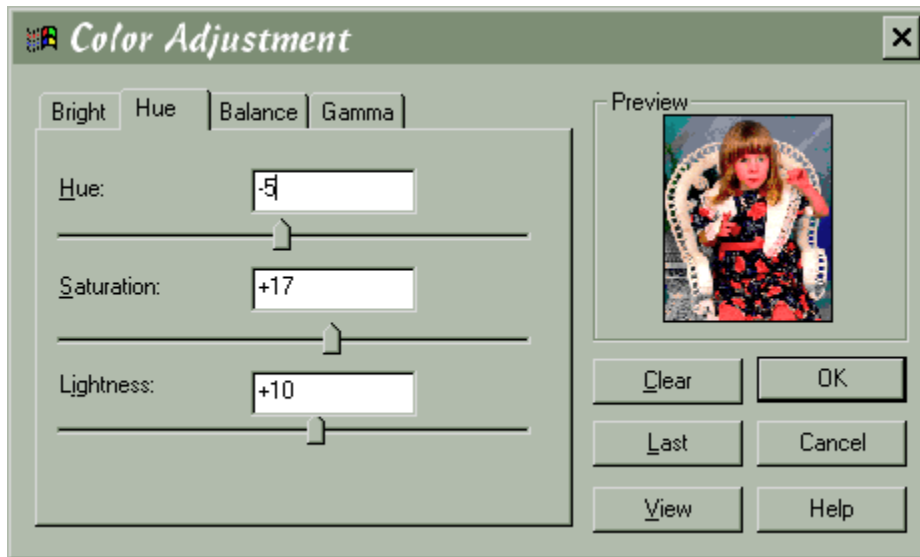 Color Adjustment
Bright Hue Balance Gamma
Hue: -5
Saturation: +17
Lightness: +10
Preview
Clear OK
Last Cancel
View Help